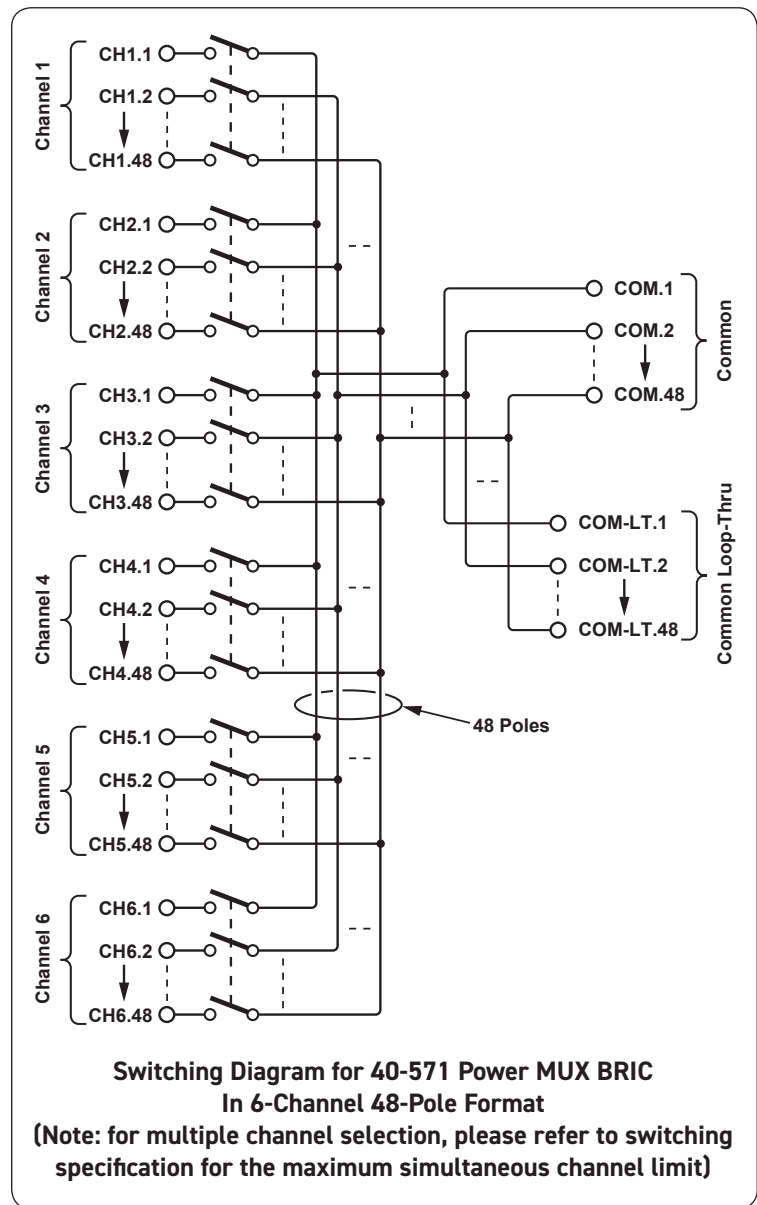 Channel 1
CH1.1
CH1.2
CH1.48
Channel 2
CH2.1
CH2.2
CH2.48
Channel 3
CH3.1
CH3.2
CH3.48
Channel 4
CH4.1
CH4.2
CH4.48
Channel 5
CH5.1
CH5.2
CH5.48
Channel 6
CH6.1
CH6.2
CH6.48
COM.1
COM.2
COM.48
Common
COM-LT.1
COM-LT.2
COM-LT.48
Common Loop-Thru
48 Poles
Switching Diagram for 40-571 Power MUX BRIC
In 6-Channel 48-Pole Format
(Note: for multiple channel selection, please refer to switching
specification for the maximum simultaneous channel limit)